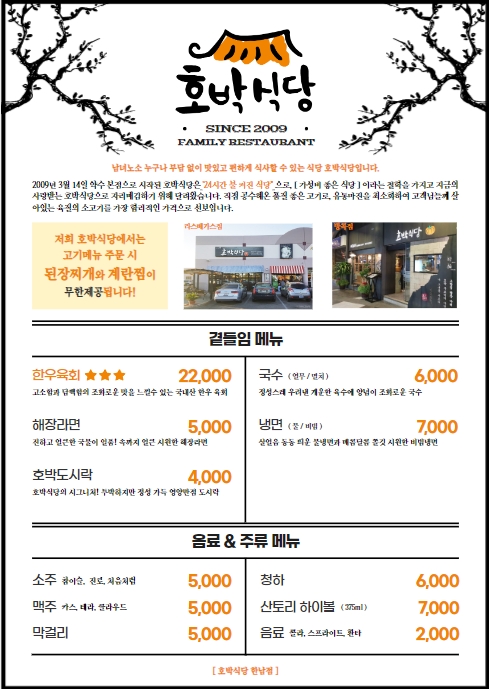 호박식당
SINCE 2009
FAMILY RESTAURANT
남녀노소 누구나 부담 없이 맛있고 편하게 식사할 수 있는 식당 호박식당입니다.
2009년 3월 14일 약수 본점으로 시작된 호박식당은 "24시간 불 켜진 식당" 으로, [ 가성비 좋은 식당 ] 이라는 철학을 가지고 지금의
사랑받는 호박식당으로 자리매김하기 위해 달려왔습니다. 직접 공수해온 품질 좋은 고기로, 유통마진을 최소화하여 고객님들께 살
아있는 육질의 소고기를 가장 합리적인 가격으로 선보입니다.
저희 호박식당에서는
고기메뉴 주문 시
된장찌개와 계란찜이
무한제공됩니다!
라스베가스점
방콕점
호박식당
호박식당
곁들임 메뉴
한우육회 ★★★ 22,000
고소함과 담백함의 조화로운 맛을 느낄수 있는 국내산 한우 육회
해장라면 5,000
진하고 얼큰한 국물이 일품! 속까지 얼큰 시원한 해장라면
호박도시락 4,000
호박식당의 시그니처! 투박하지만 정성 가득 영양만점 도시락
국수 ( 열무 / 멸치 ) 6,000
정성스레 우려낸 개운한 육수에 양념이 조화로운 국수
냉면 ( 물 / 비빔 ) 7,000
살얼음 동동 띄운 물냉면과 매콤달콤 쫄깃 시원한 비빔냉면
음료 & 주류 메뉴
소주 참이슬, 진로, 처음처럼 5,000
맥주 카스, 테라, 클라우드 5,000
막걸리 5,000
청하 6,000
산토리 하이볼 ( 375ml ) 7,000
음료 콜라, 스프라이트, 환타 2,000
[ 호박식당 한남점 ]